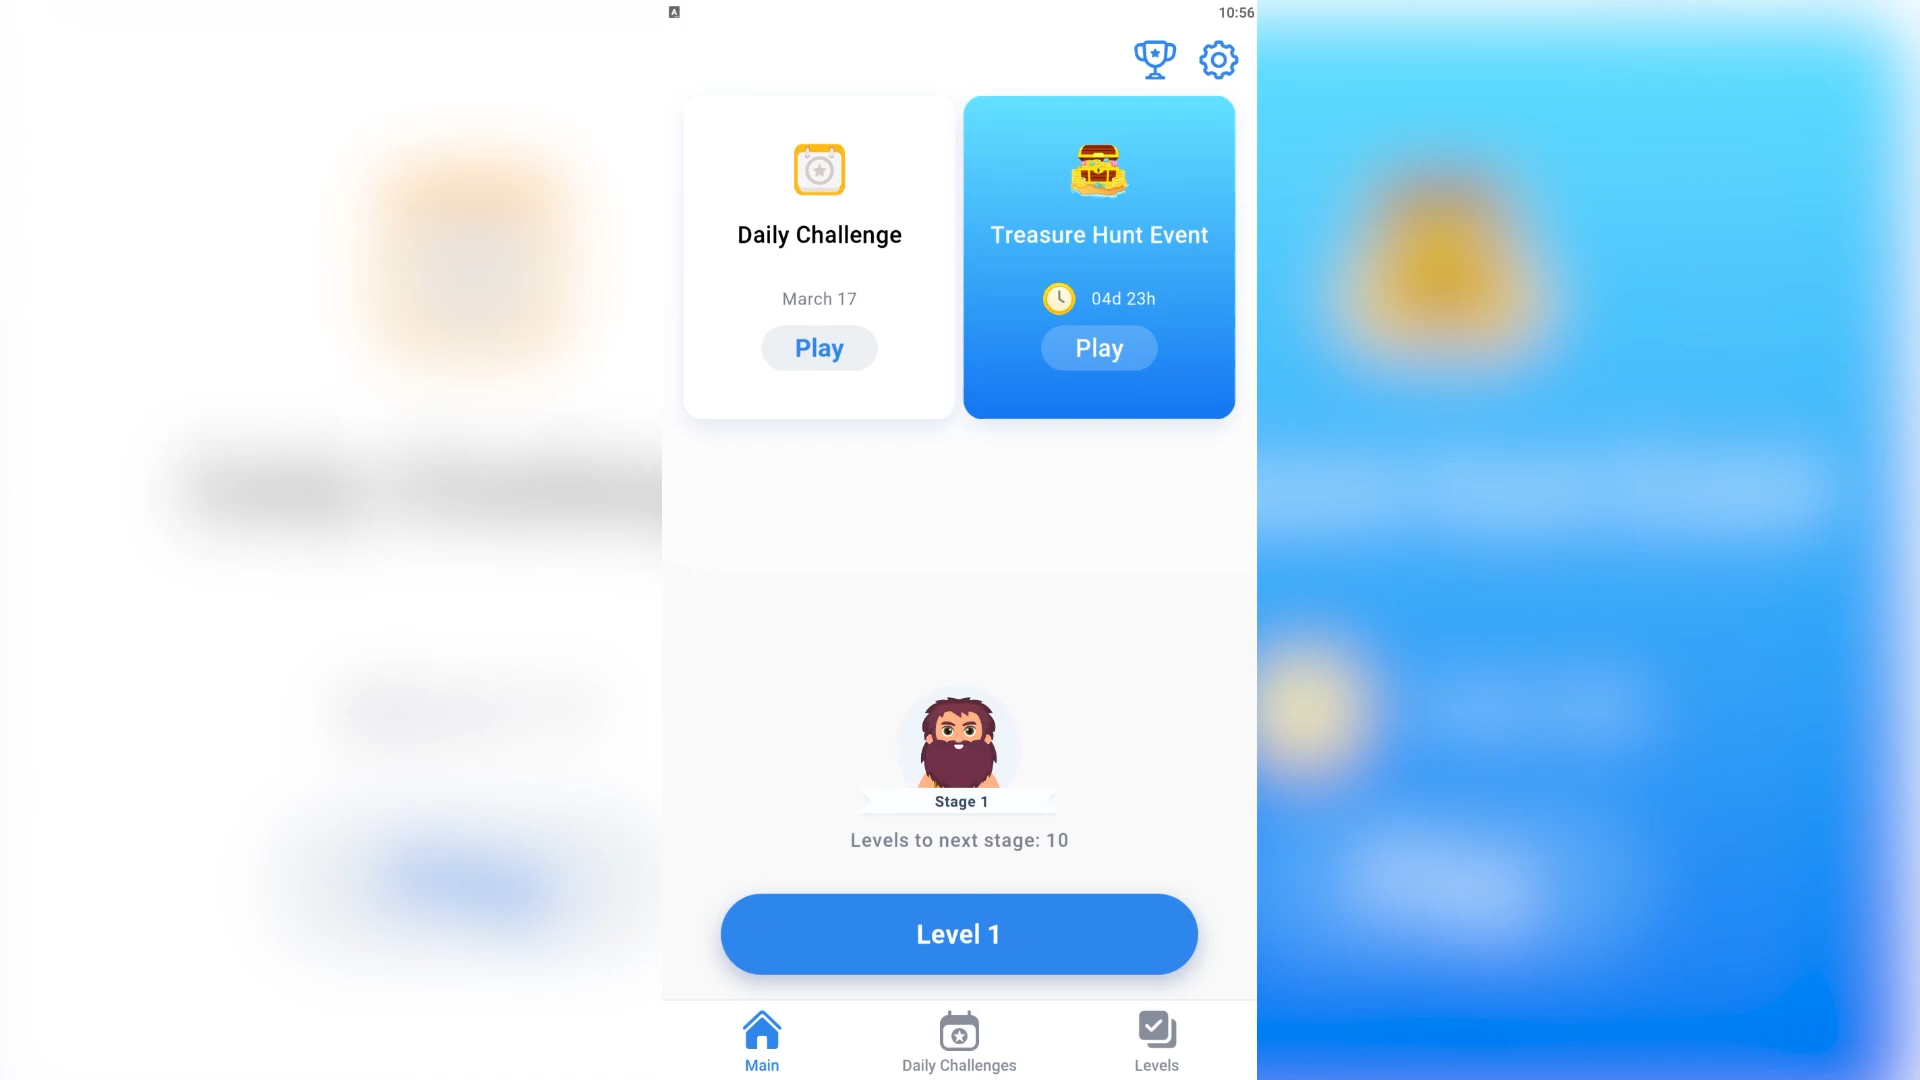 A
10:56
Daily Challenge
March 17
Play
Treasure Hunt Event
04d 23h
Play
Stage 1
Levels to next stage: 10
Level 1
Main
Daily Challenges
Levels